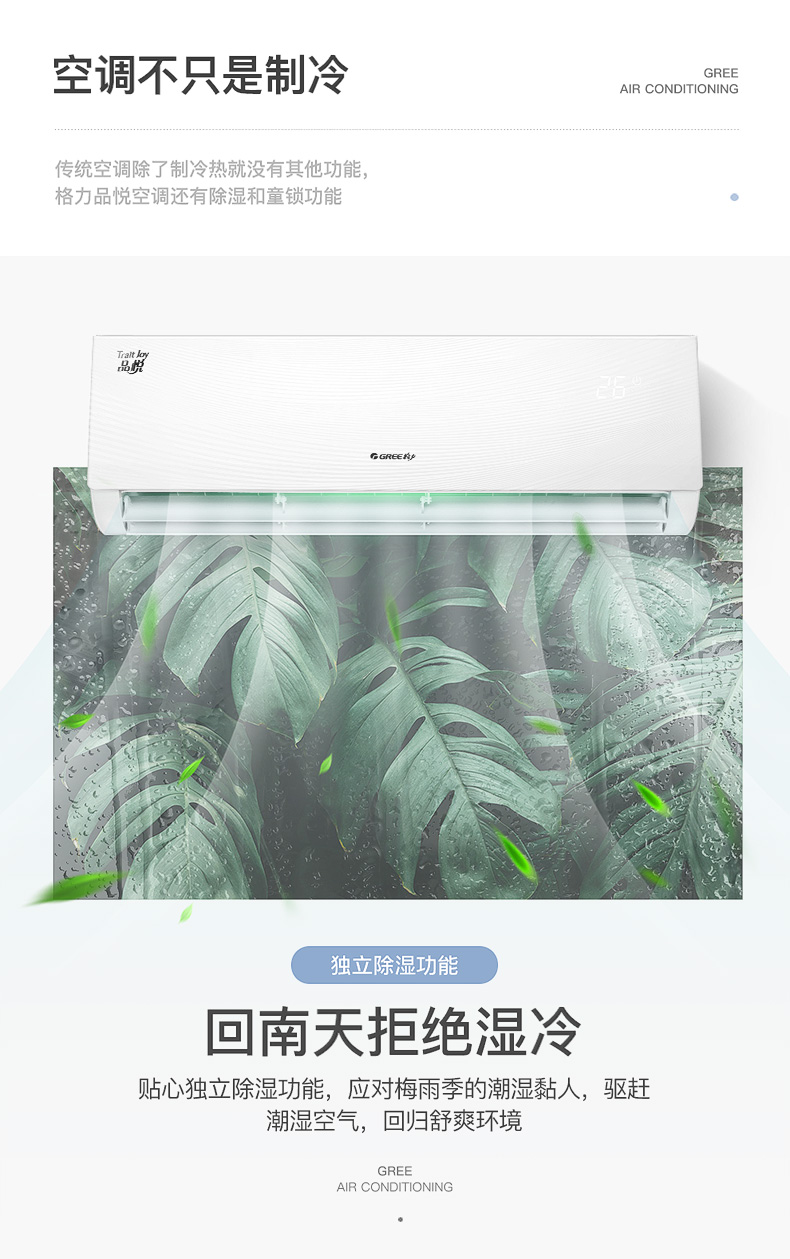 空调不只是制冷
GREE
AIR CONDITIONING
传统空调除了制冷热就没有其他功能，
格力品悦空调还有除湿和童锁功能
Trait Joy
品悦
26
GREE格力
独立除湿功能
回南天拒绝湿冷
贴心独立除湿功能，应对梅雨季的潮湿黏人，驱赶
潮湿空气，回归舒爽环境
GREE
AIR CONDITIONING